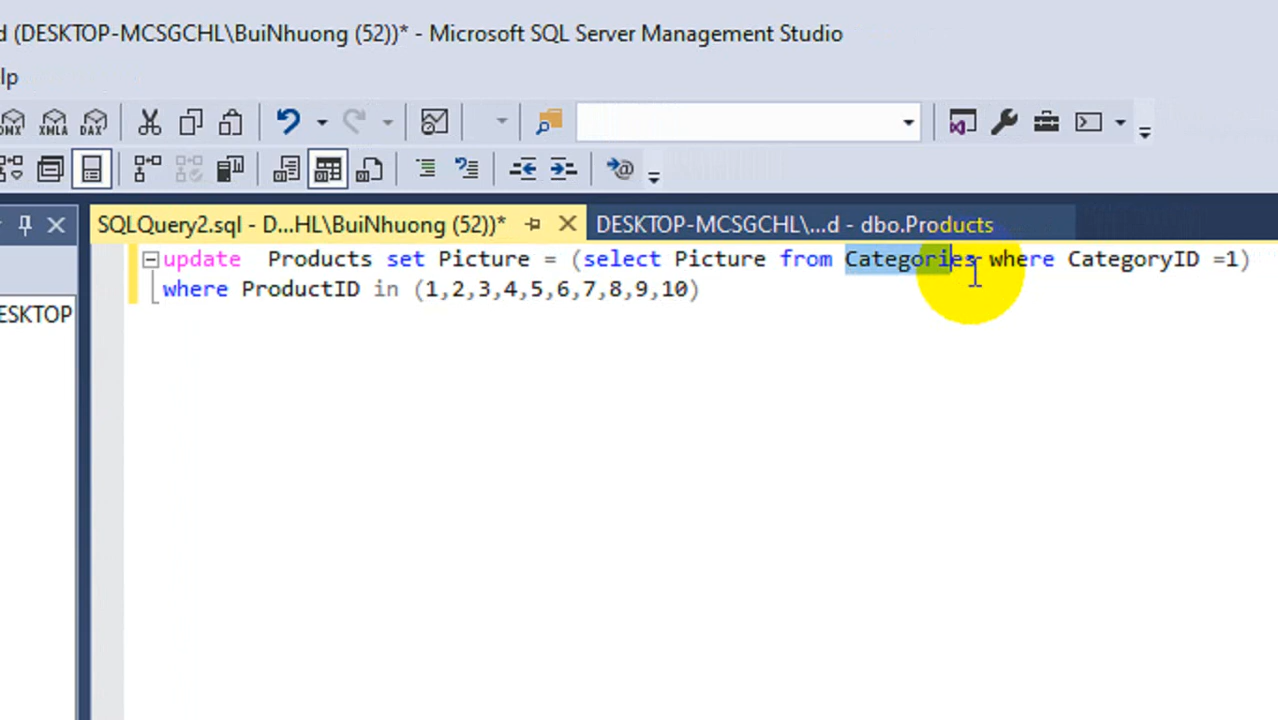 d (DESKTOP-MCSGCHL\BuiNhuong (52))* - Microsoft SQL Server Management Studio
lp
XMLA DAX
SQLQuery2.sql - D...HL\BuiNhuong (52))* DESKTOP-MCSGCHL\...d - dbo.Products
update Products set Picture = (select Picture from Categories where CategoryID =1)
ESKTOP where ProductID in (1,2,3,4,5,6,7,8,9,10)